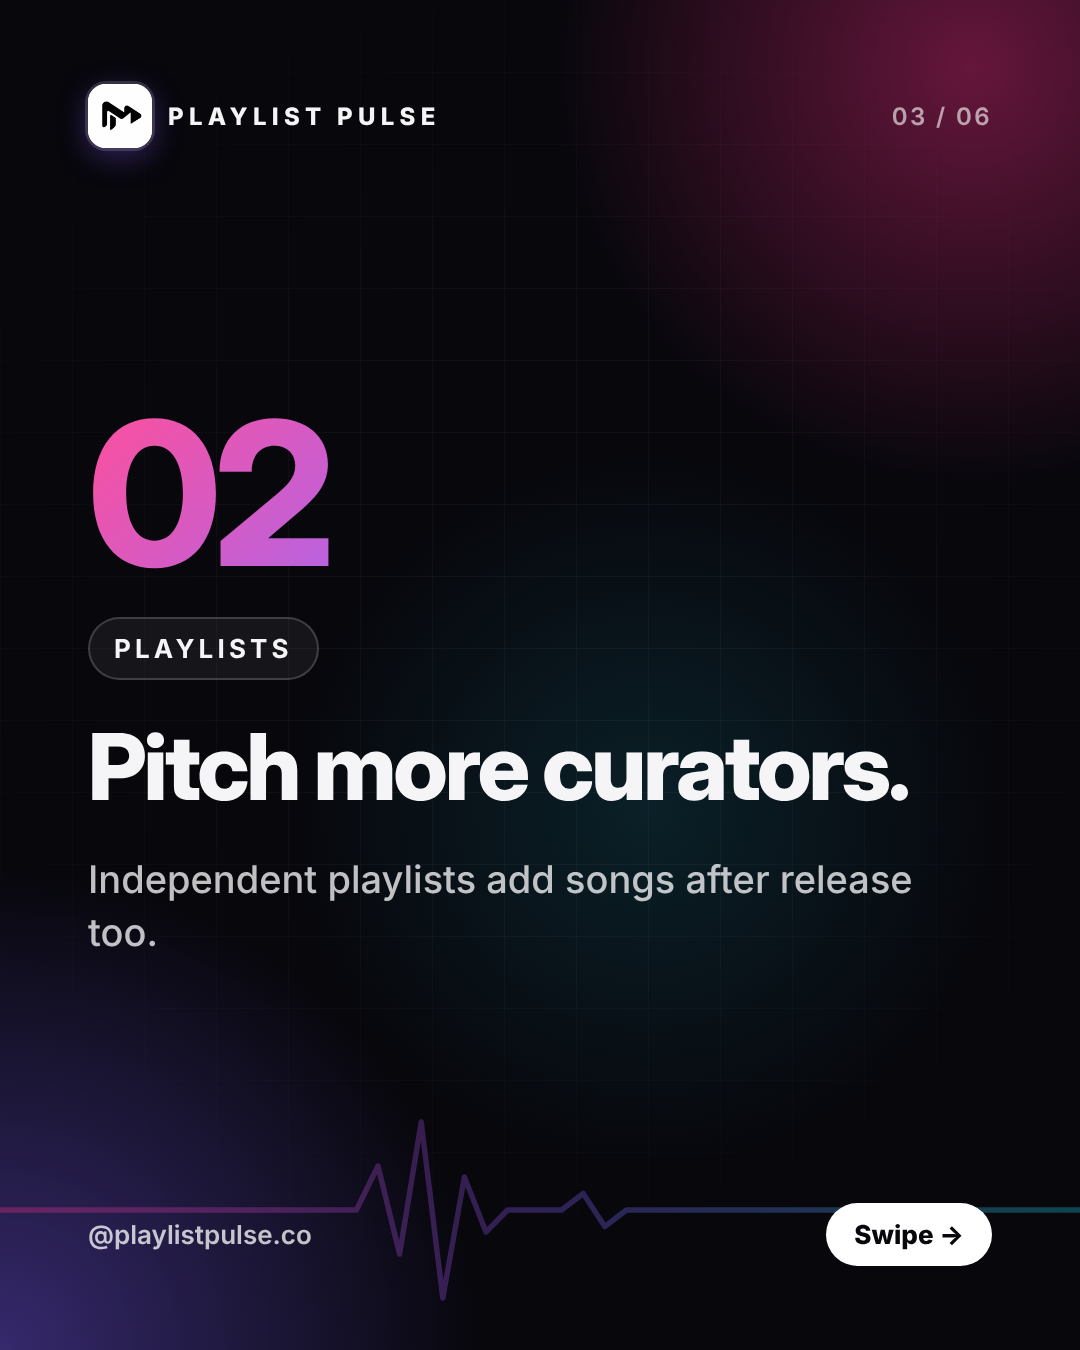 PLAYLIST PULSE
03 / 06
02
PLAYLISTS
Pitch more curators.
Independent playlists add songs after release
too.
@playlistpulse.co
Swipe →